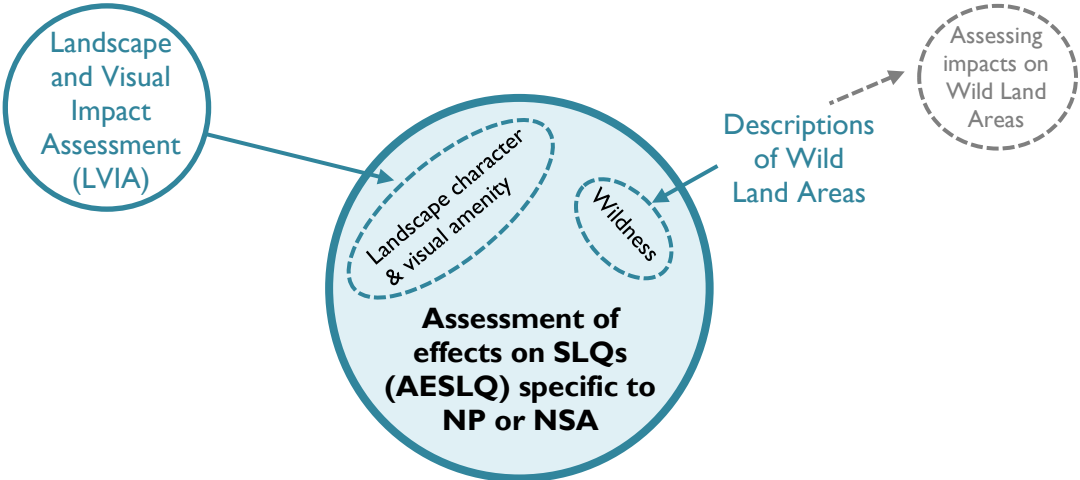 Landscape
and Visual
Impact
Assessment
(LVIA)
Landscape character
& visual amenity
Wildness
Assessment of
effects on SLQs
(AESLQ) specific to
NP or NSA
Descriptions
of Wild
Land Areas
Assessing
impacts on
Wild Land
Areas